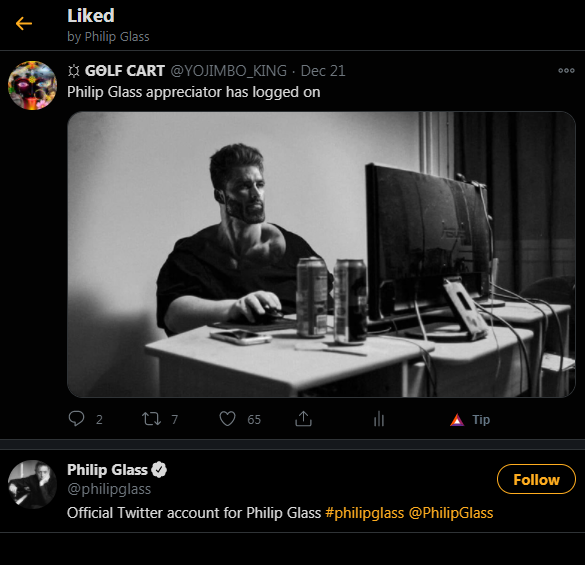 Liked
by Philip Glass
GΘLF CART @YOJIMBO_KING · Dec 21
Philip Glass appreciator has logged on
2 7 65 Tip
Philip Glass
@philipglass
Follow
Official Twitter account for Philip Glass #philipglass @PhilipGlass